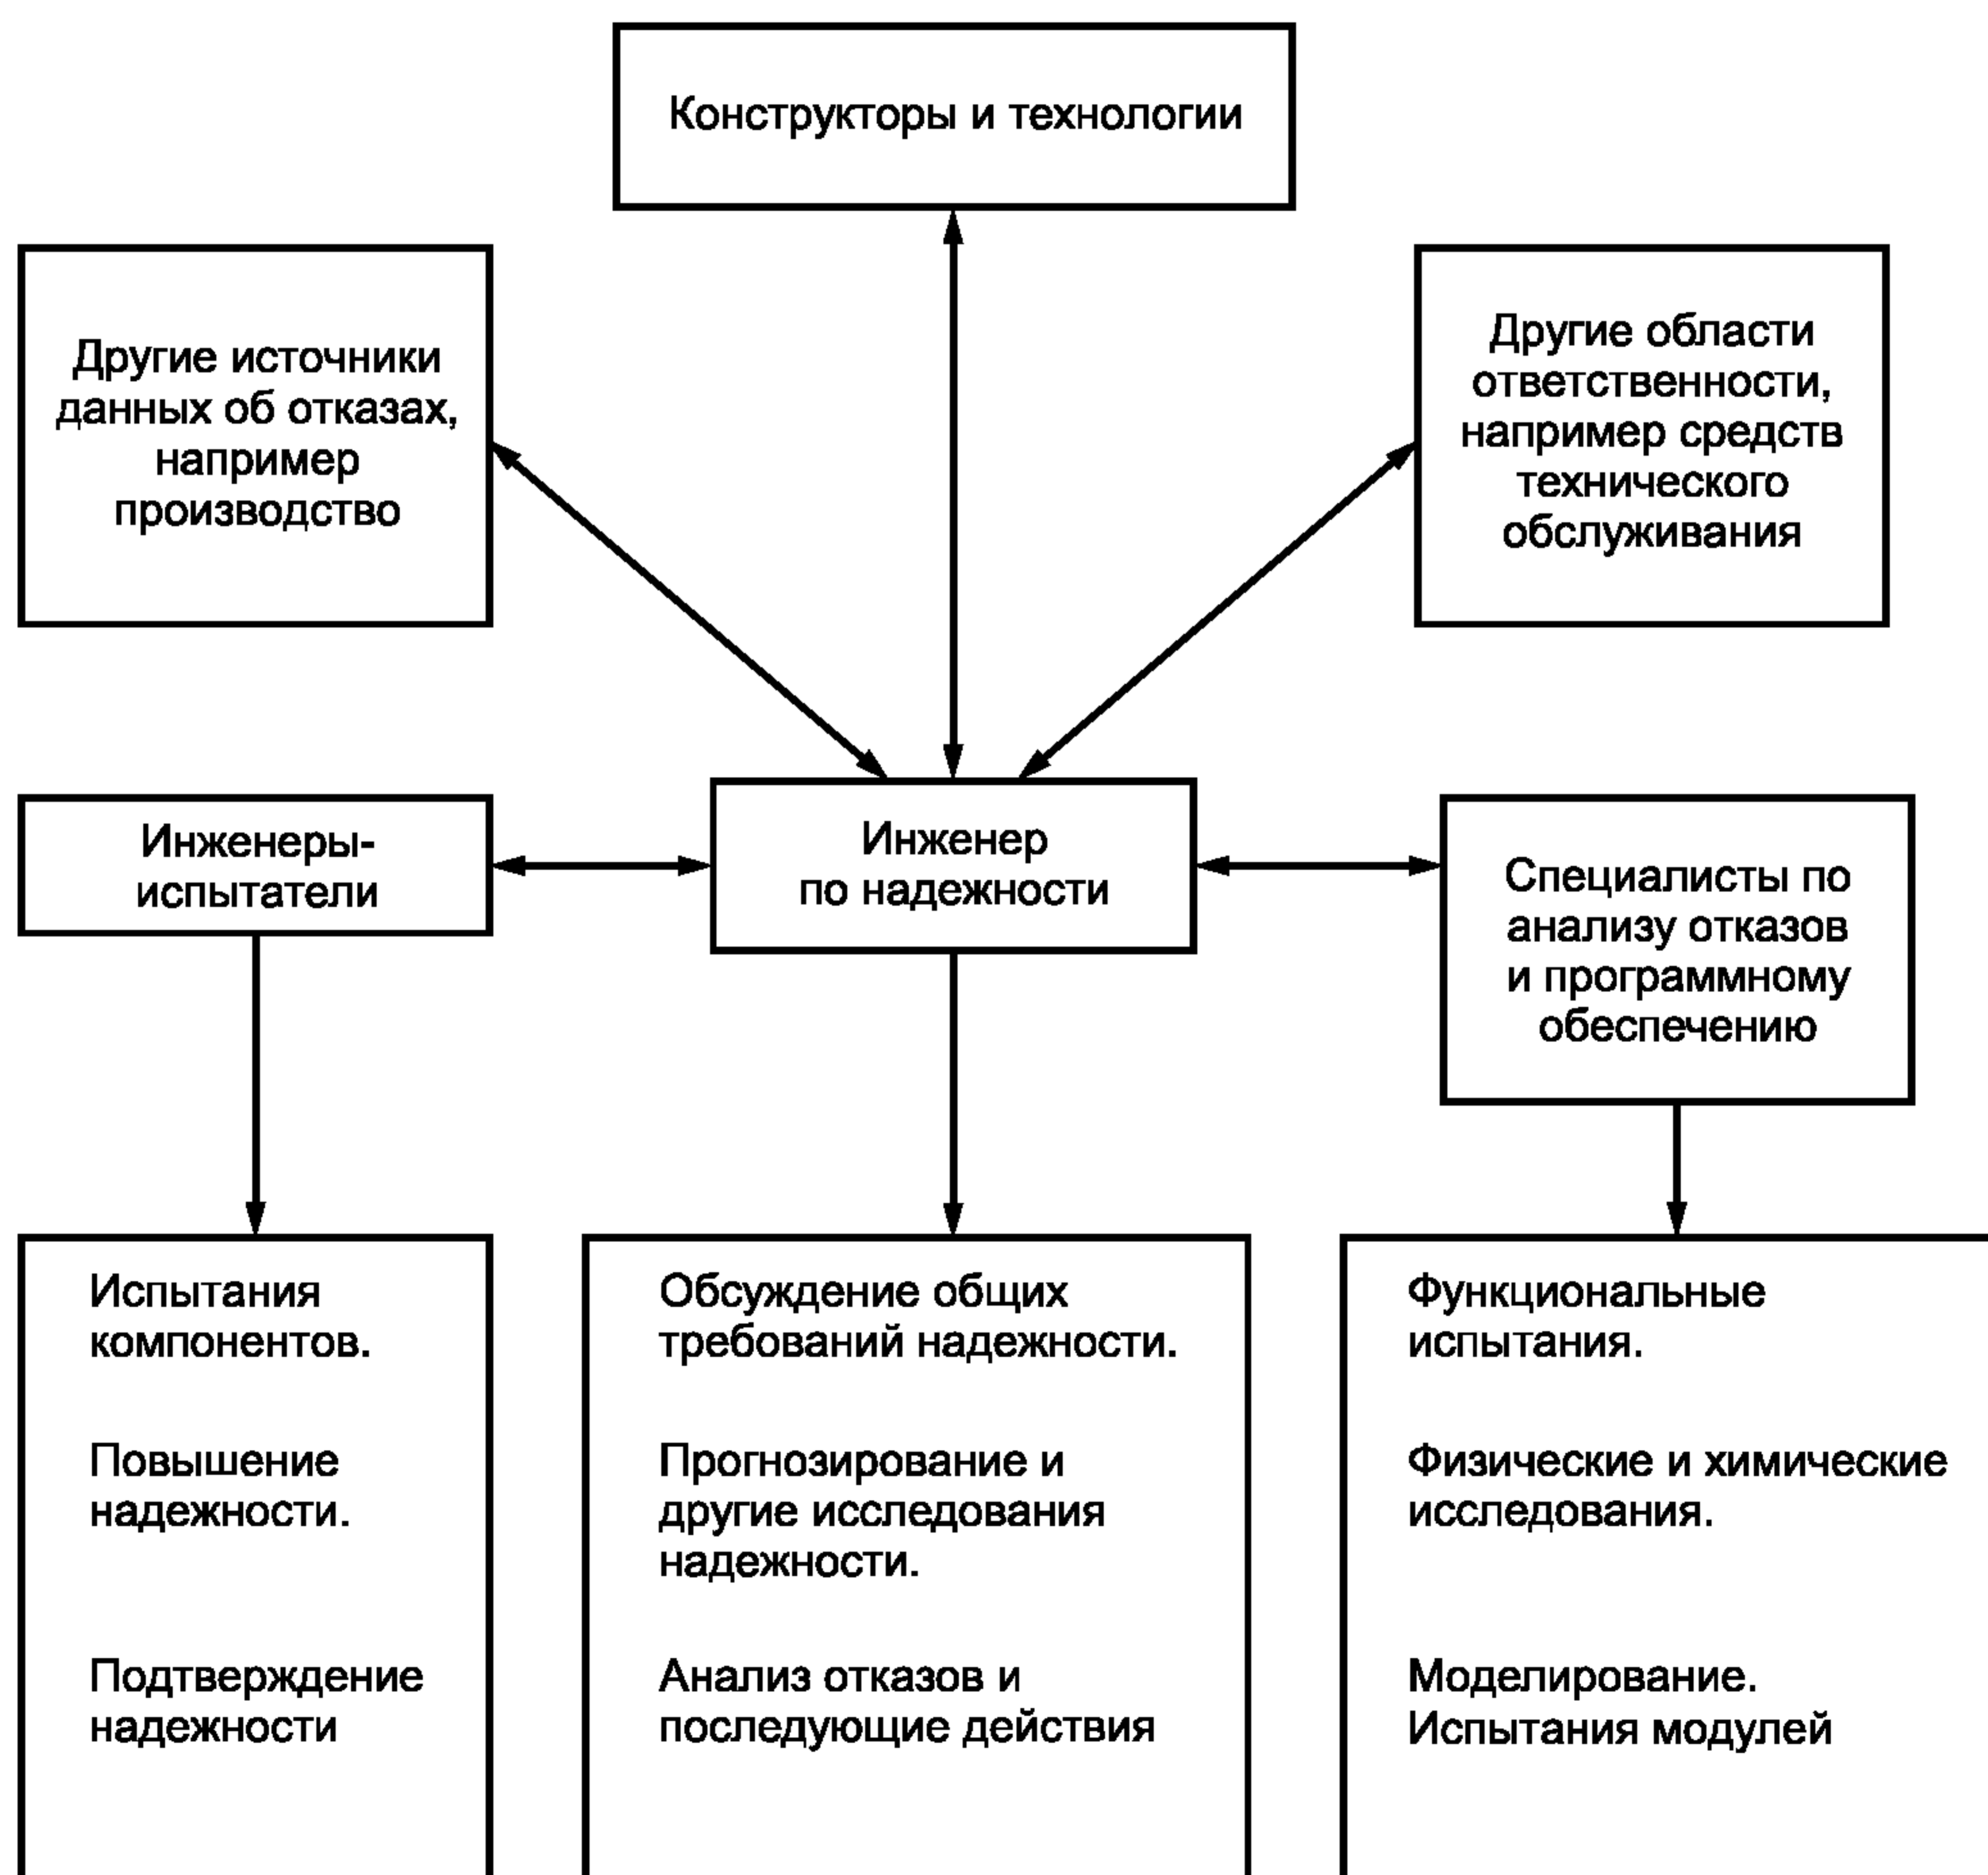 Конструкторы и технологии
Другие источники
данных об отказах,
например
производство
Другие области
ответственности,
например средств
технического
обслуживания
Инженеры-
испытатели
Инженер
по надежности
Специалисты по
анализу отказов
и программному
обеспечению
Испытания
компонентов.
Повышение
надежности.
Подтверждение
надежности
Обсуждение общих
требований надежности.
Прогнозирование и
другие исследования
надежности.
Анализ отказов и
последующие действия
Функциональные
испытания.
Физические и химические
исследования.
Моделирование.
Испытания модулей